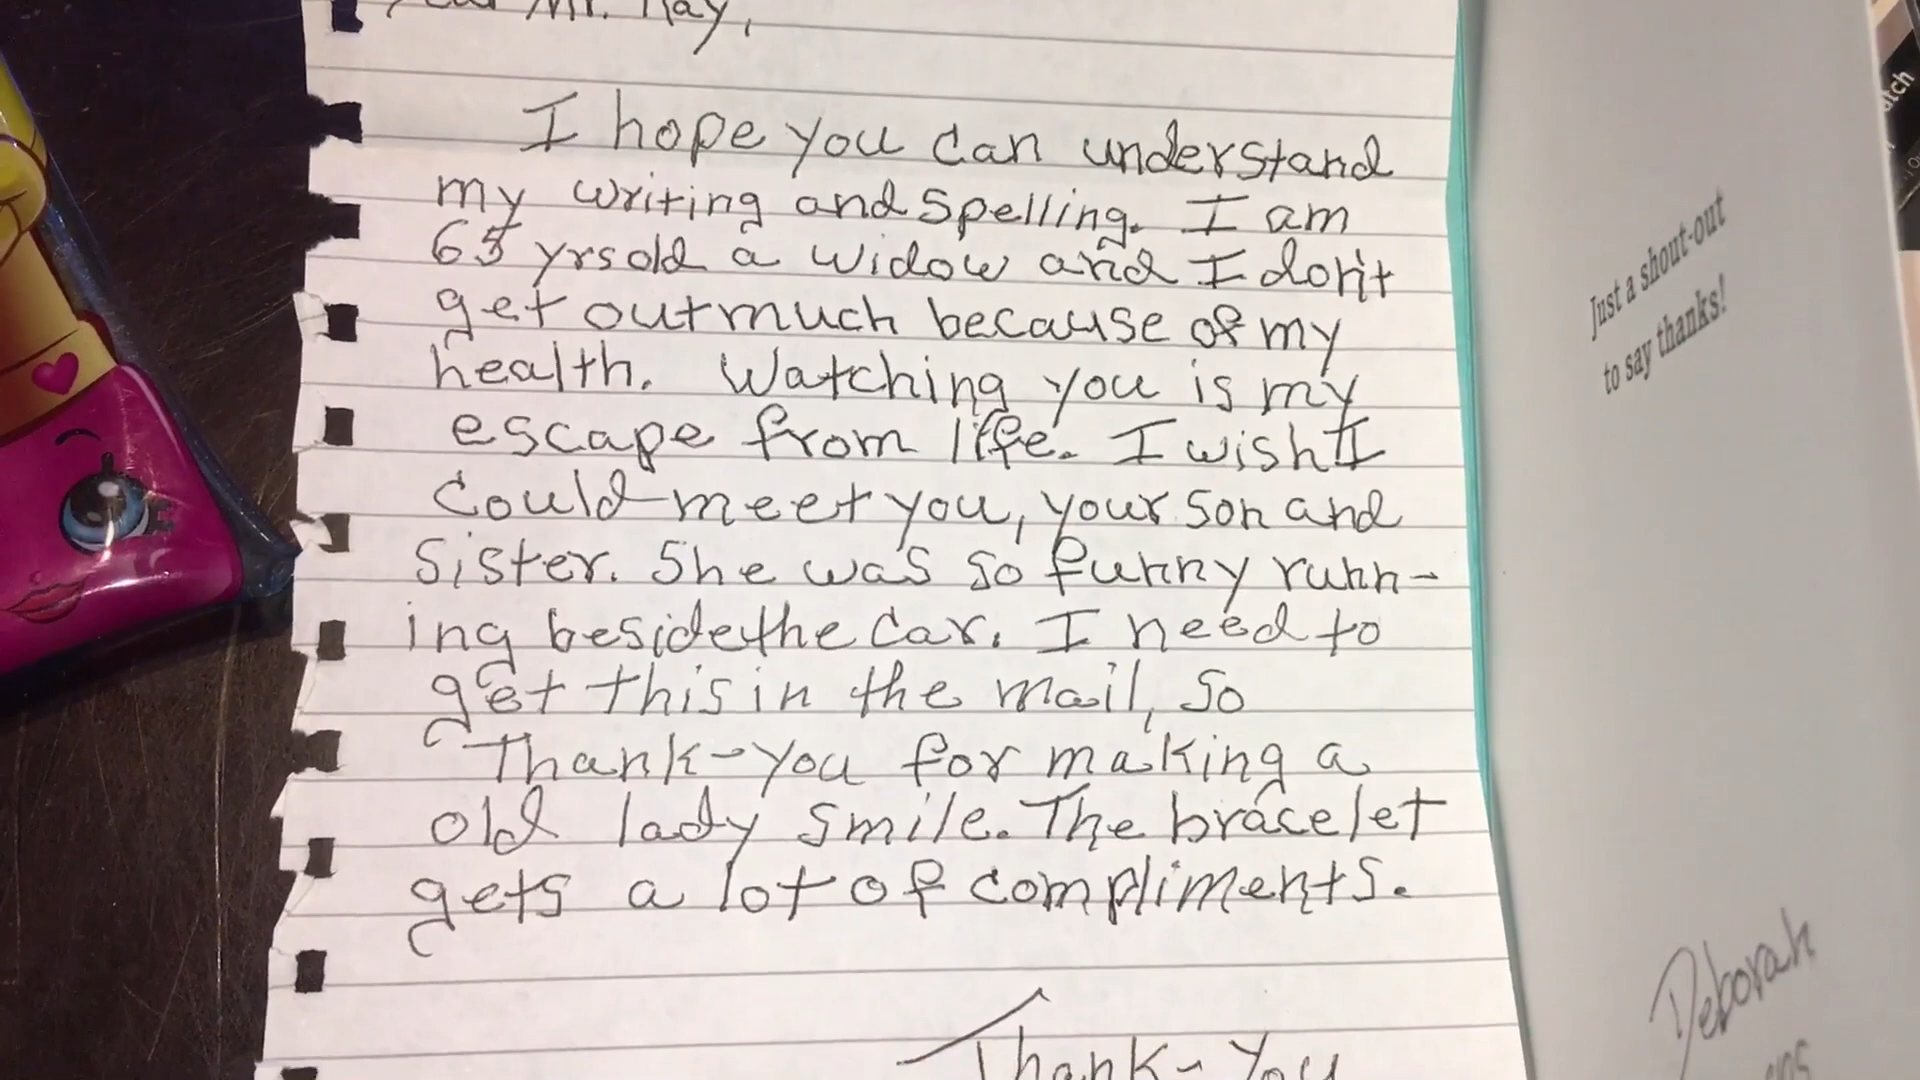 Mr. Kay,
I hope you can understand
my writing and spelling. I am
65 yrs old a widow and I don't
get out much because of my
health. Watching you is my
escape from life. I wish I
could meet you, your son and
sister. She was so funny runn-
ing beside the car. I need to
get this in the mail, so
Thank-you for making a
old lady smile. The bracelet
gets a lot of compliments.
Thank-You
Just a shout-out
to say thanks!
Deborah